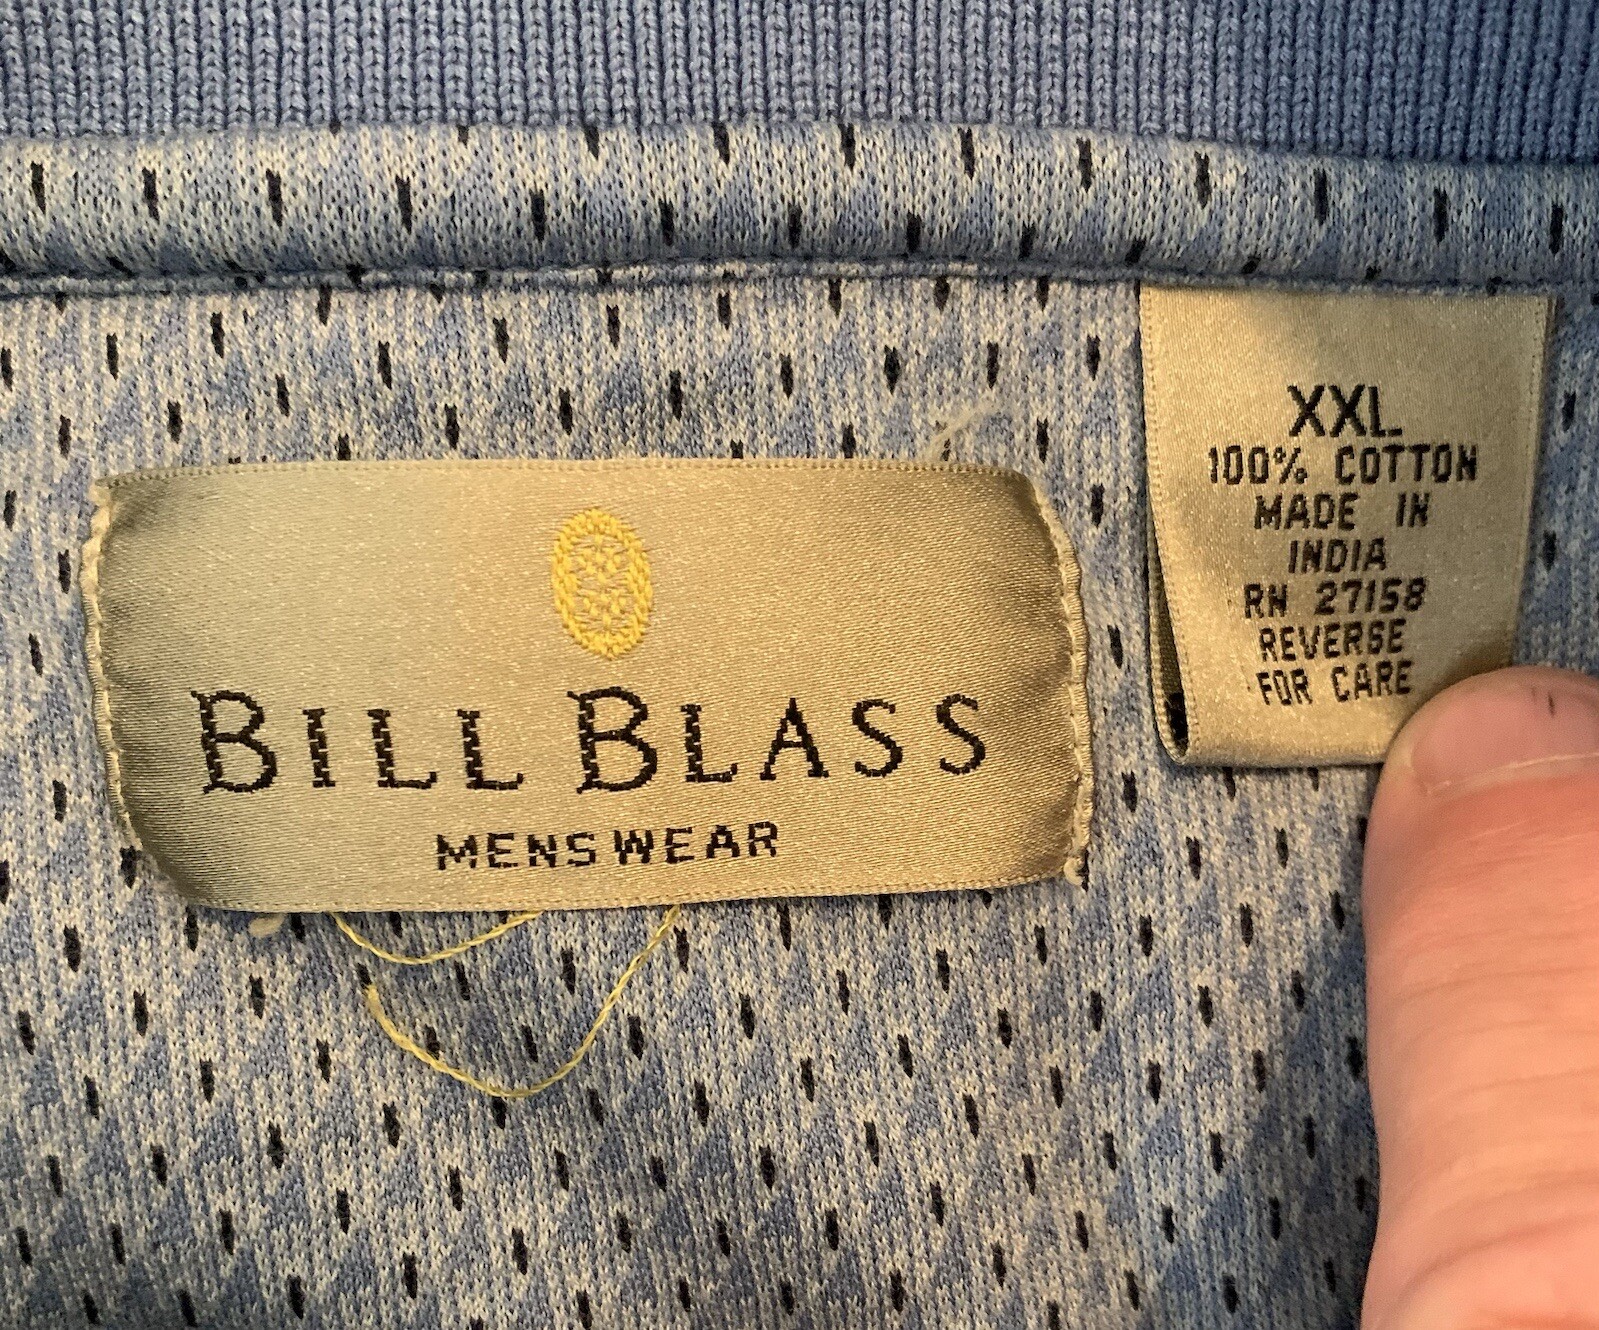 BILL BLASS
MENSWEAR
XXL
100% COTTON
MADE IN
INDIA
RN 27158
REVERSE
FOR CARE